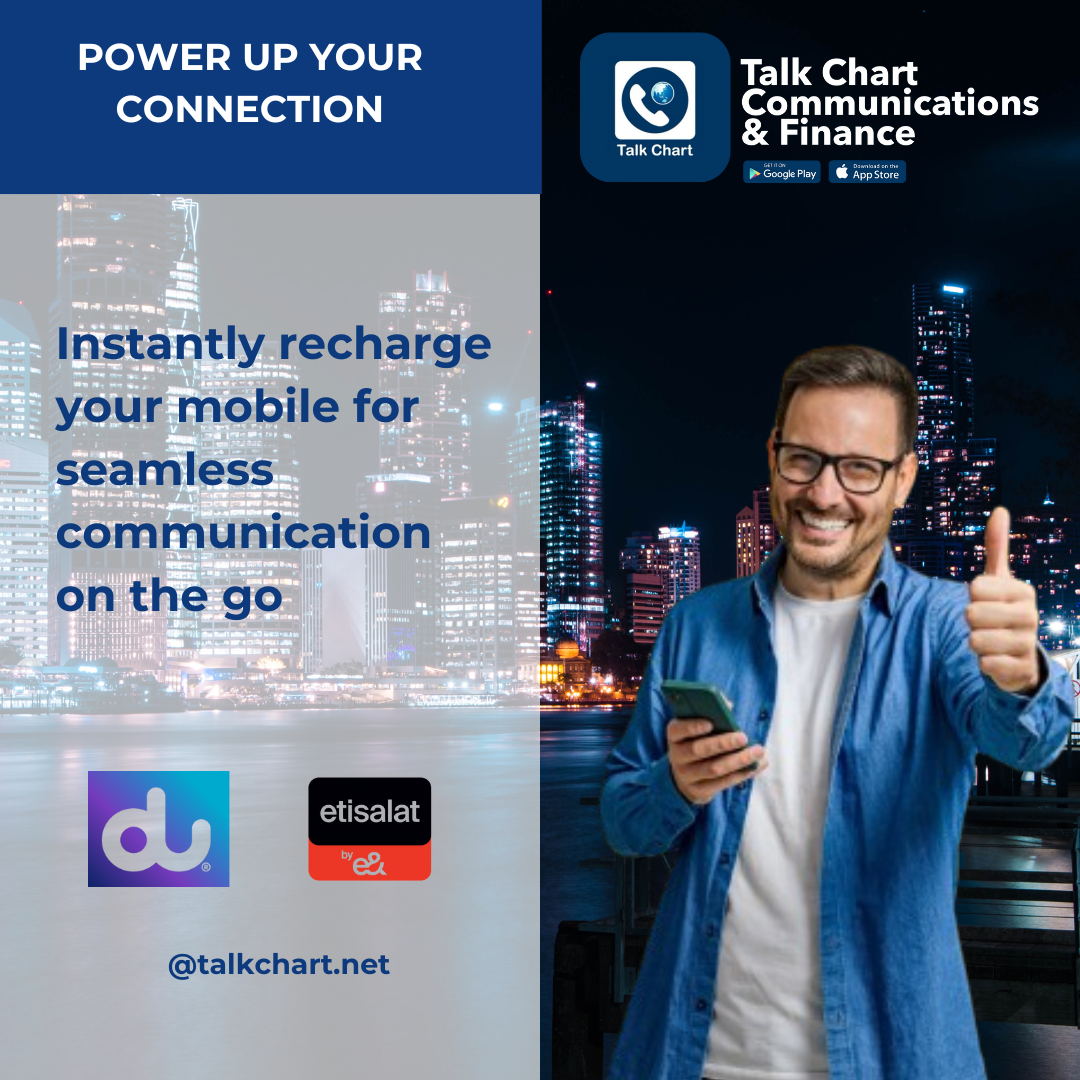 POWER UP YOUR
CONNECTION
Talk Chart
Talk Chart
Communications
& Finance
GET IT ON
Google Play
Download on the
App Store
Instantly recharge
your mobile for
seamless
communication
on the go
du®
etisalat
by e&
@talkchart.net